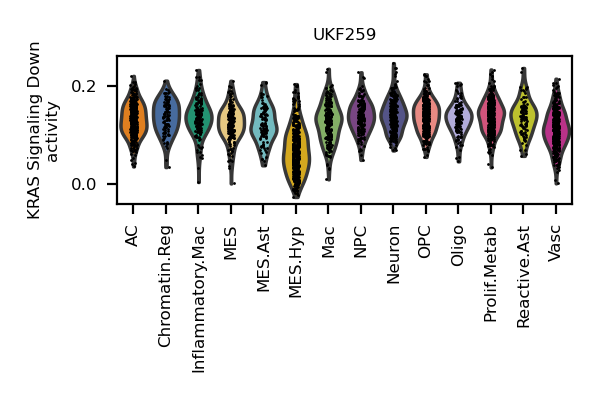 UKF259
KRAS Signaling Down
activity
0.2
0.0
AC
Chromatin.Reg
Inflammatory.Mac
MES
MES.Ast
MES.Hyp
Mac
NPC
Neuron
OPC
Oligo
Prolif.Metab
Reactive.Ast
Vasc